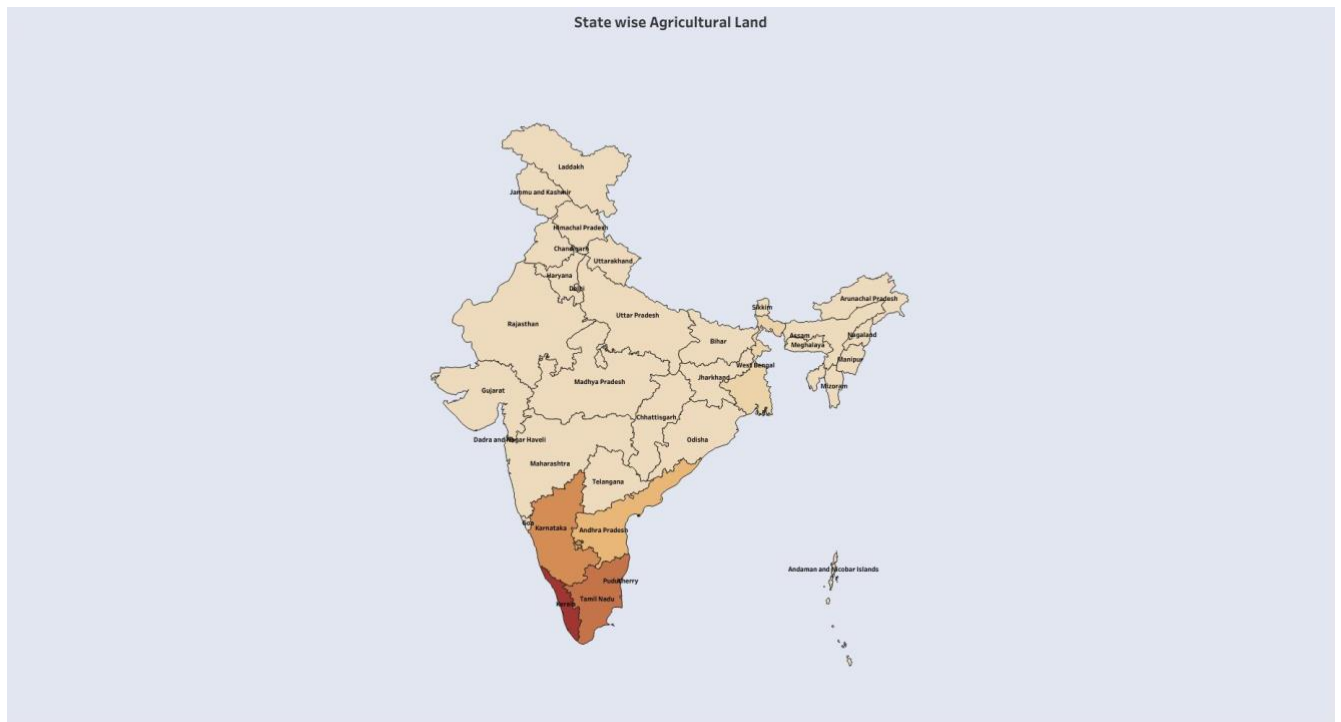 State wise Agricultural Land
Laddakh
Jammu and Kashmir
Himachal Pradesh
Chandigarh
Uttarakhand
Haryana
Delhi
Sikkim
Arunachal Pradesh
Uttar Pradesh
Rajasthan
Assam
Nagaland
Bihar
Meghalaya
Manipur
West Bengal
Jharkhand
Madhya Pradesh
Mizoram
Gujarat
Chhattisgarh
Dadra and Nagar Haveli
Odisha
Maharashtra
Telangana
Goa
Karnataka
Andhra Pradesh
Andaman and Nicobar Islands
Puducherry
Tamil Nadu
Kerala